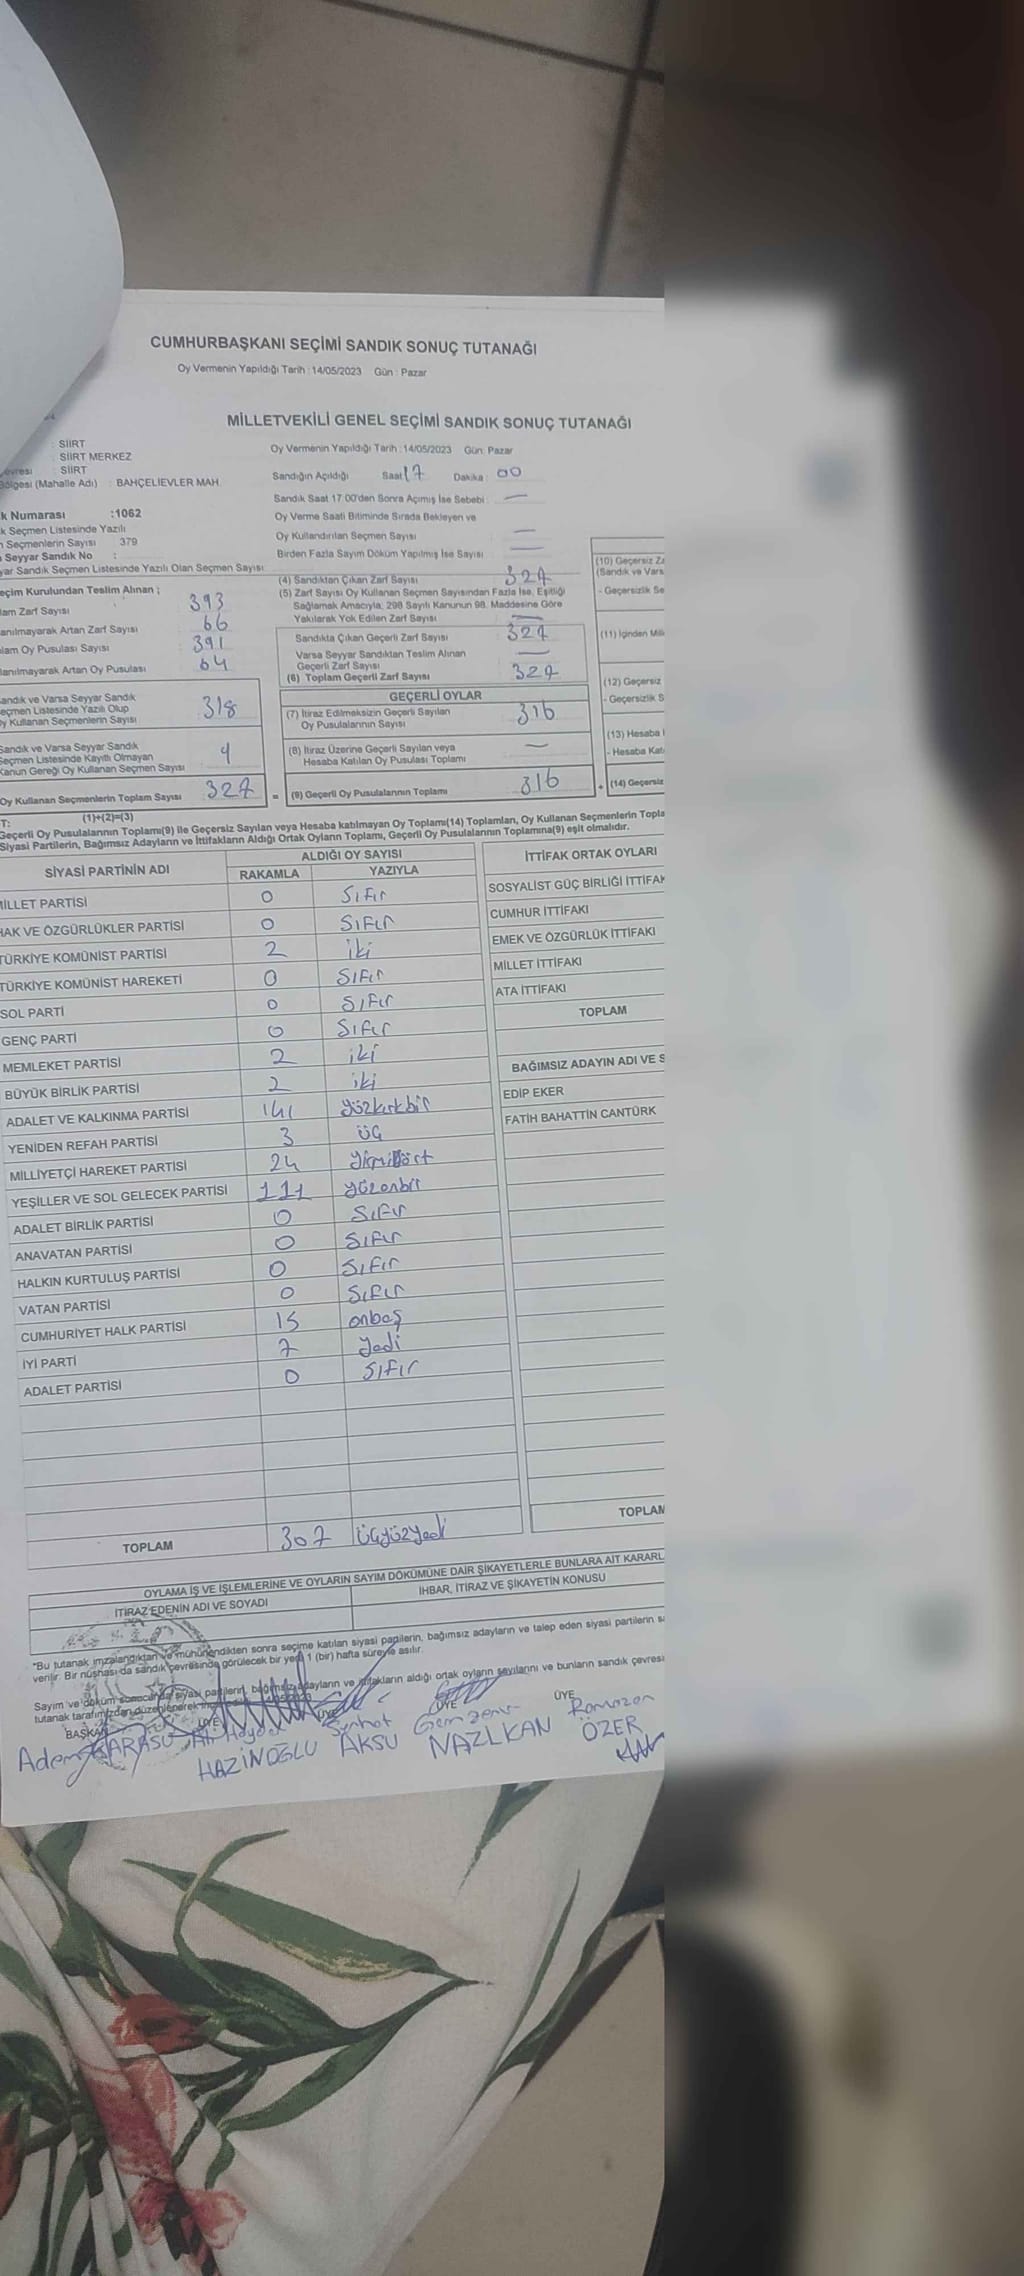 CUMHURBAŞKANI SEÇİMİ SANDIK SONUÇ TUTANAĞI
Oy Vermenin Yapıldığı Tarih : 14/05/2023 Gün : Pazar
MİLLETVEKİLİ GENEL SEÇİMİ SANDIK SONUÇ TUTANAĞI
: SİİRT
: SİİRT MERKEZ
: SİİRT
(Mahalle Adı) : BAHÇELİEVLER MAH.
k Numarası :1062
k Seçmen Listesinde Yazılı
Seçmenlerin Sayısı : 379
Seyyar Sandık No :
yar Sandık Seçmen Listesinde Yazılı Olan Seçmen Sayısı:
Oy Vermenin Yapıldığı Tarih : 14/05/2023 Gün: Pazar
Sandığın Açıldığı Saat 17 Dakika : 00
Sandık Saat 17:00'den Sonra Açılmış İse Sebebi : —
Oy Verme Saati Bitiminde Sırada Bekleyen ve
Oy Kullandırılan Seçmen Sayısı —
Birden Fazla Sayım Döküm Yapılmış İse Sayısı : —
eçim Kurulundan Teslim Alınan ;
lam Zarf Sayısı 393
anılmayarak Artan Zarf Sayısı 66
lam Oy Pusulası Sayısı 391
lanılmayarak Artan Oy Pusulası 64
(4) Sandıktan Çıkan Zarf Sayısı 327
(5) Zarf Sayısı Oy Kullanan Seçmen Sayısından Fazla İse, Eşitliği
Sağlamak Amacıyla, 298 Sayılı Kanunun 98. Maddesine Göre
Yakılarak Yok Edilen Zarf Sayısı —
Sandıkta Çıkan Geçerli Zarf Sayısı 327
Varsa Seyyar Sandıktan Teslim Alınan
Geçerli Zarf Sayısı —
(6) Toplam Geçerli Zarf Sayısı 327
andık ve Varsa Seyyar Sandık
eçmen Listesinde Yazılı Olup
y Kullanan Seçmenlerin Sayısı 318
Sandık ve Varsa Seyyar Sandık
Seçmen Listesinde Kayıtlı Olmayan
Kanun Gereği Oy Kullanan Seçmen Sayısı 9
Oy Kullanan Seçmenlerin Toplam Sayısı 327
(1)+(2)=(3)
GEÇERLİ OYLAR
(7) İtiraz Edilmeksizin Geçerli Sayılan
Oy Pusulalarının Sayısı 316
(8) İtiraz Üzerine Geçerli Sayılan veya
Hesaba Katılan Oy Pusulası Toplamı —
= (9) Geçerli Oy Pusulalarının Toplamı 316 +
(10) Geçersiz Za
(Sandık ve Vars
- Geçersizlik Se
(11) İçinden Mill
(12) Geçersiz
- Geçersizlik S
(13) Hesaba
- Hesaba Kat
(14) Geçersiz
T:
Geçerli Oy Pusulalarının Toplamı(9) ile Geçersiz Sayılan veya Hesaba katılmayan Oy Toplamı(14) Toplamları, Oy Kullanan Seçmenlerin Topla
Siyasi Partilerin, Bağımsız Adayların ve İttifakların Aldığı Ortak Oyların Toplamı, Geçerli Oy Pusulalarının Toplamına(9) eşit olmalıdır.
SİYASİ PARTİNİN ADI ALDIĞI OY SAYISI
RAKAMLA YAZIYLA
MİLLET PARTİSİ 0 Sıfır
HAK VE ÖZGÜRLÜKLER PARTİSİ 0 Sıfır
TÜRKİYE KOMÜNİST PARTİSİ 2 iki
TÜRKİYE KOMÜNİST HAREKETİ 0 Sıfır
SOL PARTİ 0 Sıfır
GENÇ PARTİ 0 Sıfır
MEMLEKET PARTİSİ 2 iki
BÜYÜK BİRLİK PARTİSİ 2 iki
ADALET VE KALKINMA PARTİSİ 141 yüzkırkbir
YENİDEN REFAH PARTİSİ 3 üç
MİLLİYETÇİ HAREKET PARTİSİ 24 yirmidört
YEŞİLLER VE SOL GELECEK PARTİSİ 111 yüzonbir
ADALET BİRLİK PARTİSİ 0 Sıfır
ANAVATAN PARTİSİ 0 Sıfır
HALKIN KURTULUŞ PARTİSİ 0 Sıfır
VATAN PARTİSİ 0 Sıfır
CUMHURİYET HALK PARTİSİ 15 onbeş
İYİ PARTİ 7 yedi
ADALET PARTİSİ 0 Sıfır
TOPLAM 307 Üçyüzyedi
İTTİFAK ORTAK OYLARI
SOSYALİST GÜÇ BİRLİĞİ İTTİFAK
CUMHUR İTTİFAKI
EMEK VE ÖZGÜRLÜK İTTİFAKI
MİLLET İTTİFAKI
ATA İTTİFAKI
TOPLAM
BAĞIMSIZ ADAYIN ADI VE S
EDİP EKER
FATİH BAHATTİN CANTÜRK
TOPLAM
OYLAMA İŞ VE İŞLEMLERİNE VE OYLARIN SAYIM DÖKÜMÜNE DAİR ŞİKAYETLERLE BUNLARA AİT KARARL
İTİRAZ EDENİN ADI VE SOYADI İHBAR, İTİRAZ VE ŞİKAYETİN KONUSU
"Bu tutanak imzalandıktan ve mühürlendikten sonra seçime katılan siyasi partilerin, bağımsız adayların ve talep eden siyasi partilerin
verilir. Bir nüshası da sandık çevresinde görülecek bir yere 1 (bir) hafta süreyle asılır.
Sayım ve döküm sonucunda siyasi partilerin, bağımsız adayların ve ittifakların aldığı ortak oyların sayılarını ve bunların sandık çevresi
tutanak tarafımızdan düzenlenerek
BAŞKAN ÜYE ÜYE ÜYE ÜYE
Adem KARASU
HAZİNOĞLU
Serhat AKSU
NAZLKAN
Ramazan ÖZER